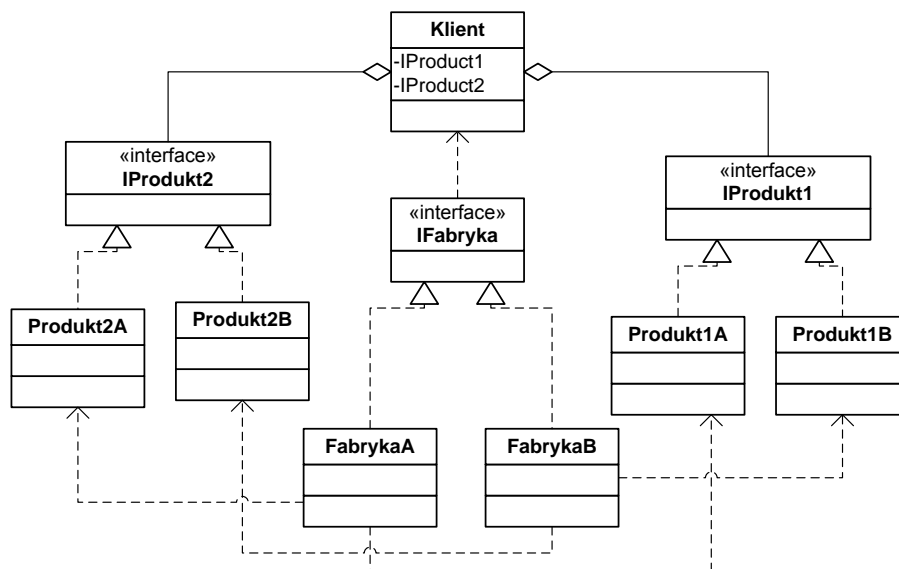 Klient
-IProduct1
-IProduct2
«interface»
IProdukt2
«interface»
IFabryka
«interface»
IProdukt1
Produkt2A
Produkt2B
Produkt1A
Produkt1B
FabrykaA
FabrykaB